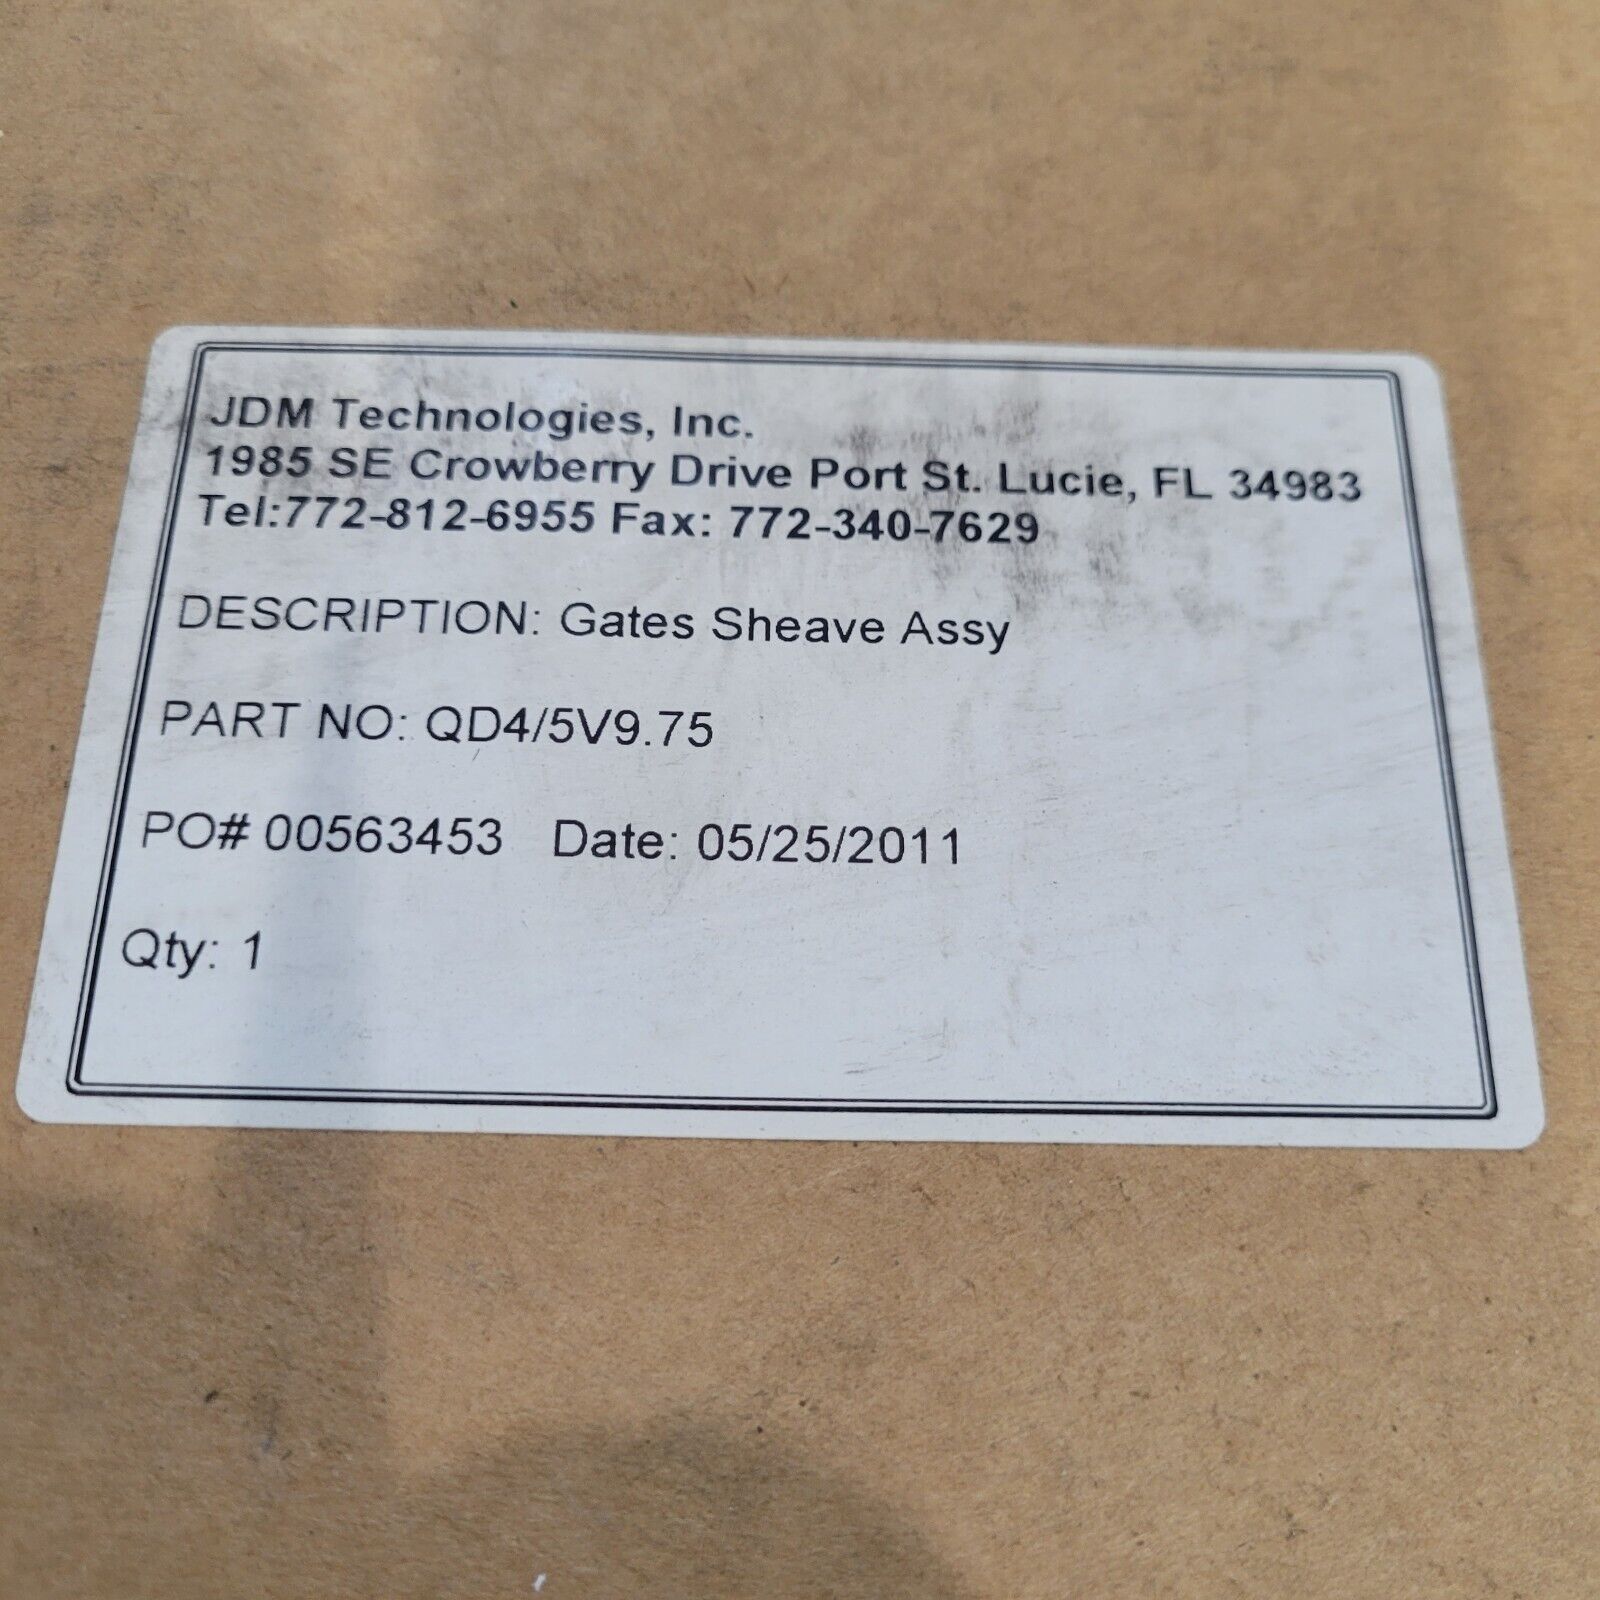 JDM Technologies, Inc.
1985 SE Crowberry Drive Port St. Lucie, FL 34983
Tel:772-812-6955 Fax: 772-340-7629
DESCRIPTION: Gates Sheave Assy
PART NO: QD4/5V9.75
PO# 00563453 Date: 05/25/2011
Qty: 1